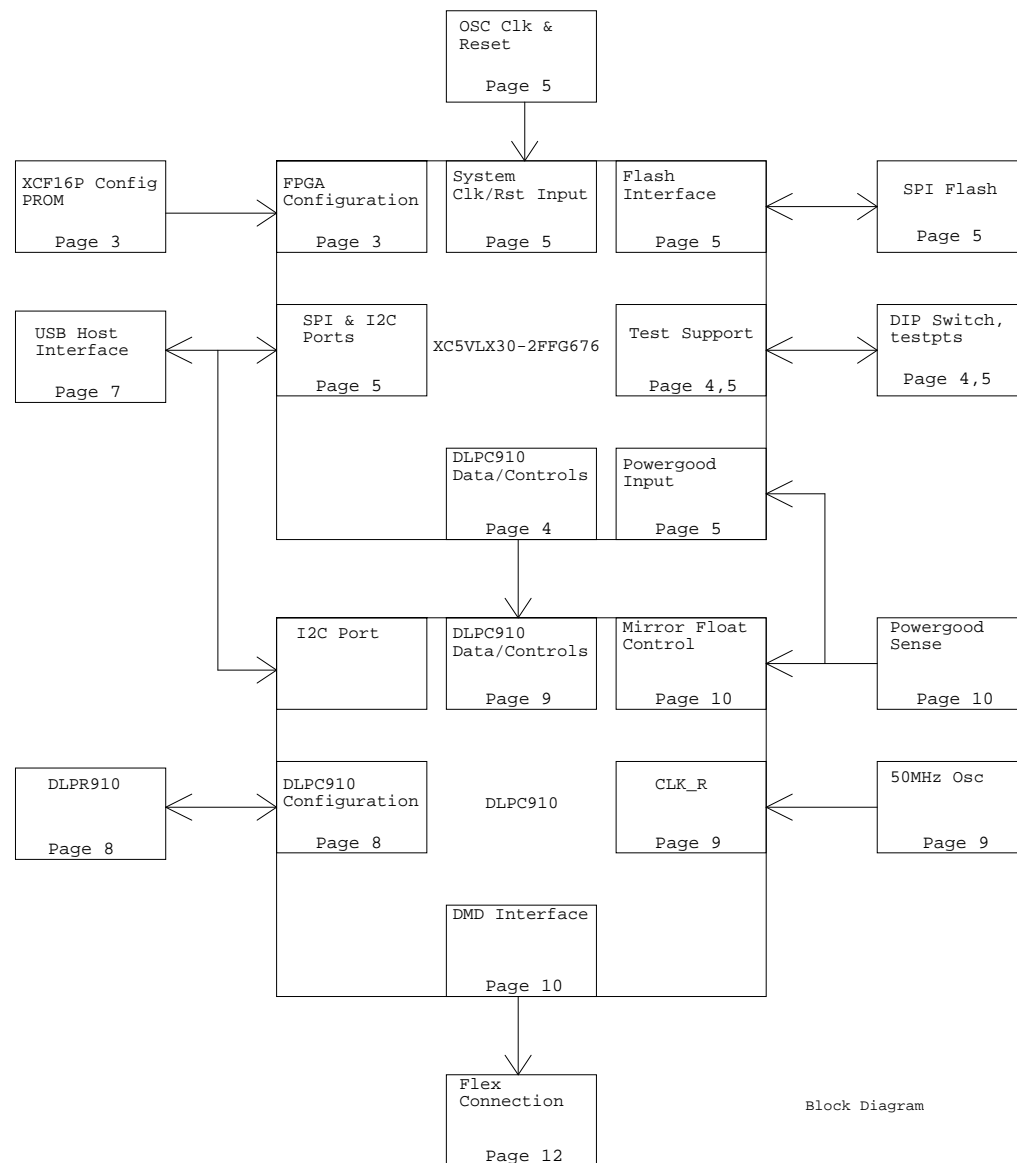 OSC Clk &
Reset
Page 5
XCF16P Config
PROM
Page 3
FPGA
Configuration
Page 3
System
Clk/Rst Input
Page 5
Flash
Interface
Page 5
SPI Flash
Page 5
USB Host
Interface
Page 7
SPI & I2C
Ports
Page 5
XC5VLX30-2FFG676
Test Support
Page 4,5
DIP Switch,
testpts
Page 4,5
DLPC910
Data/Controls
Page 4
Powergood
Input
Page 5
I2C Port
DLPC910
Data/Controls
Page 9
Mirror Float
Control
Page 10
Powergood
Sense
Page 10
DLPR910
Page 8
DLPC910
Configuration
Page 8
DLPC910
CLK_R
Page 9
50MHz Osc
Page 9
DMD Interface
Page 10
Flex
Connection
Page 12
Block Diagram